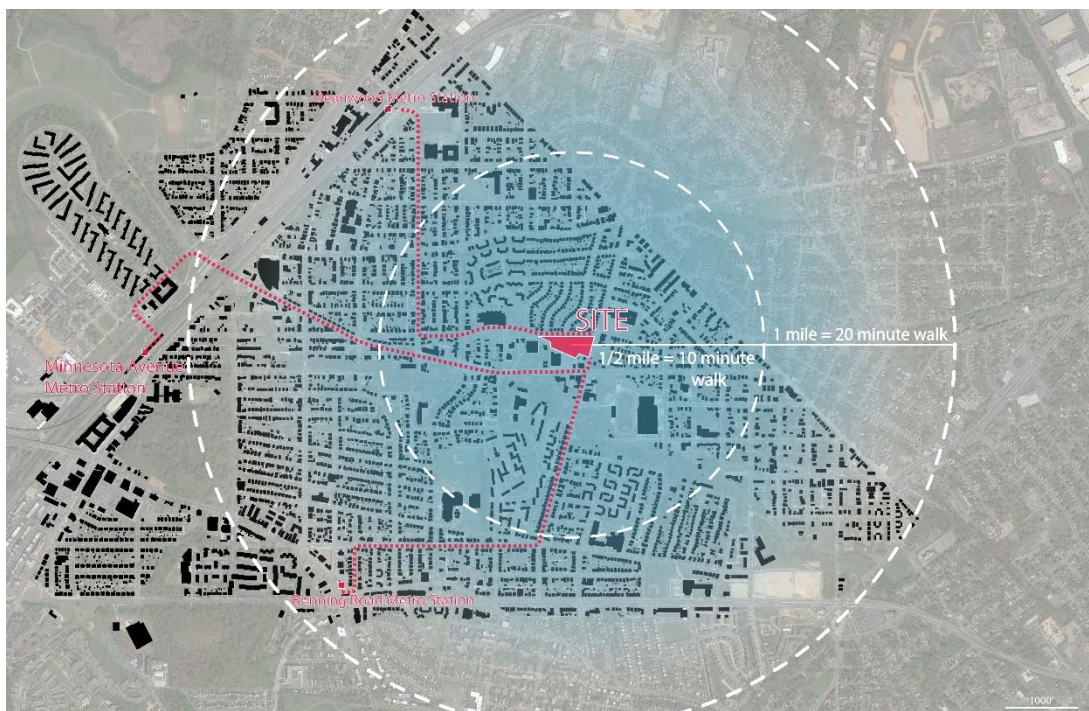 Deanwood Metro Station
SITE
1 mile = 20 minute walk
1/2 mile = 10 minute
walk
Minnesota Avenue
Metro Station
Benning Road Metro Station
1000'